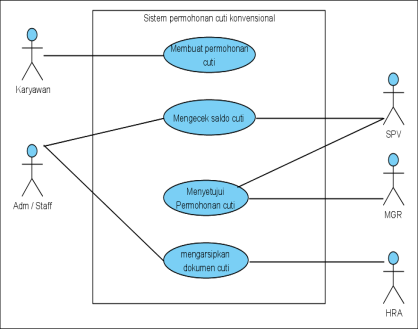 Sistem permohonan cuti konvensional
Membuat permohonan
cuti
Karyawan
Mengecek saldo cuti
SPV
Adm / Staff
Menyetujui
Permohonan cuti
MGR
mengarsipkan
dokumen cuti
HRA